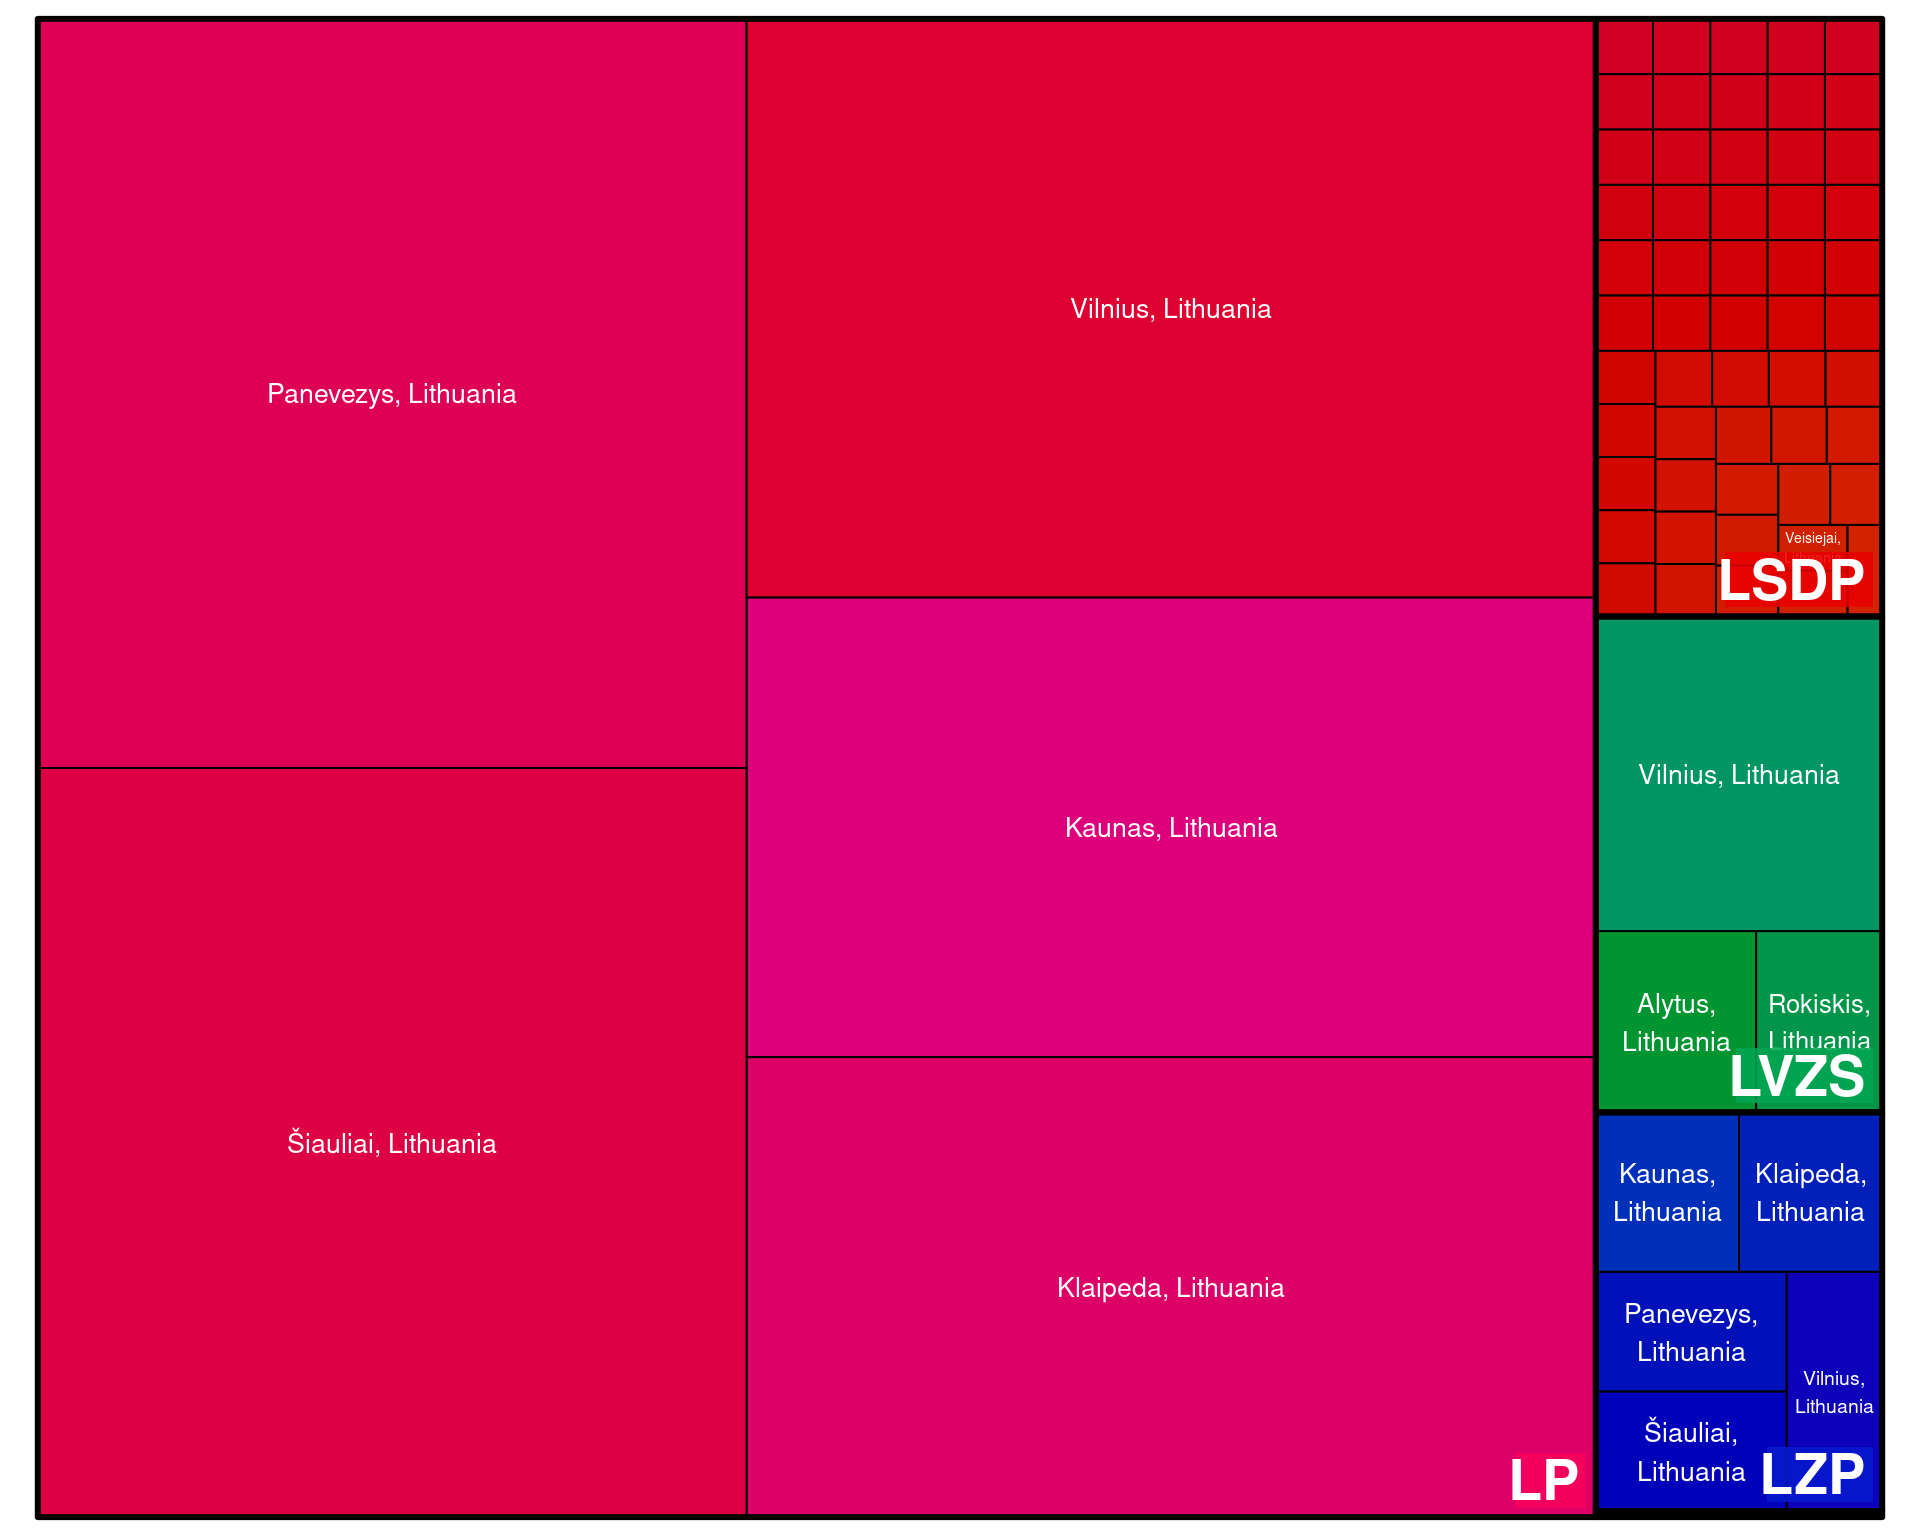 Panevezys, Lithuania
Šiauliai, Lithuania
Vilnius, Lithuania
Kaunas, Lithuania
Klaipeda, Lithuania
LP
Veisiejai,
Lithuania
LSDP
Vilnius, Lithuania
Alytus,
Lithuania
Rokiskis,
Lithuania
LVZS
Kaunas,
Lithuania
Klaipeda,
Lithuania
Panevezys,
Lithuania
Šiauliai,
Lithuania
Vilnius,
Lithuania
LZP